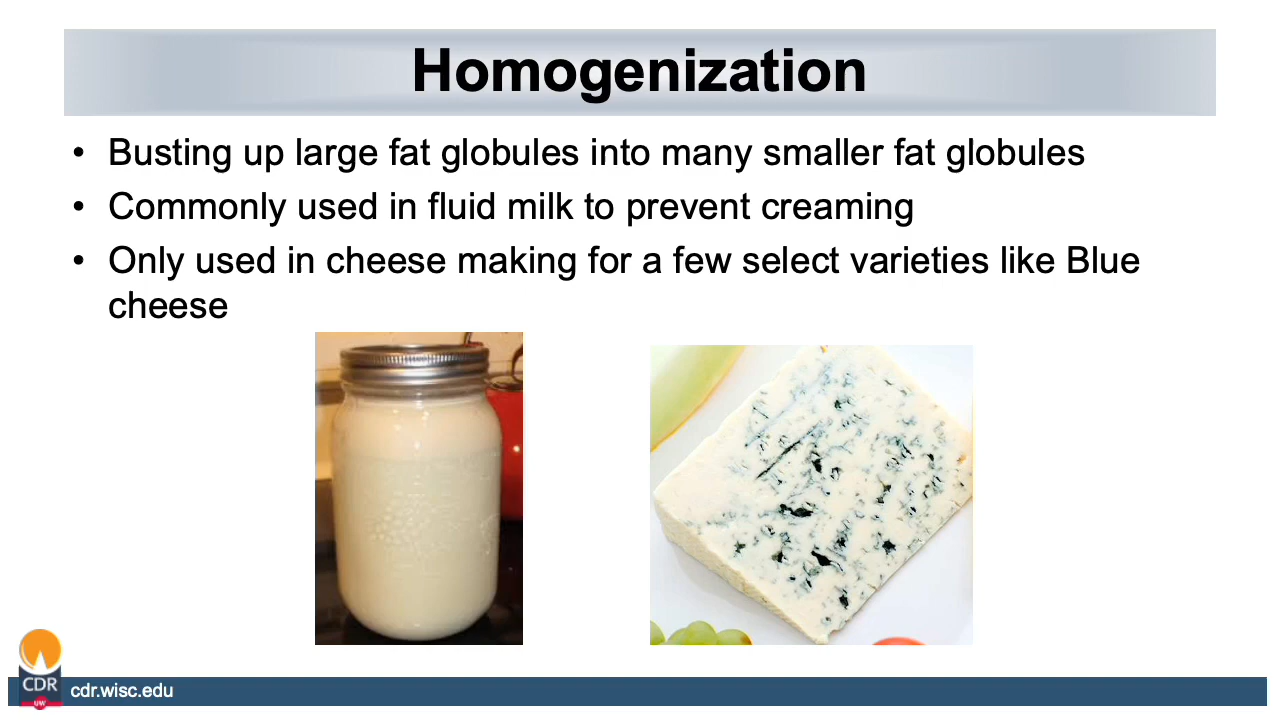 Homogenization
• Busting up large fat globules into many smaller fat globules
• Commonly used in fluid milk to prevent creaming
• Only used in cheese making for a few select varieties like Blue
cheese
CDR
UW
cdr.wisc.edu